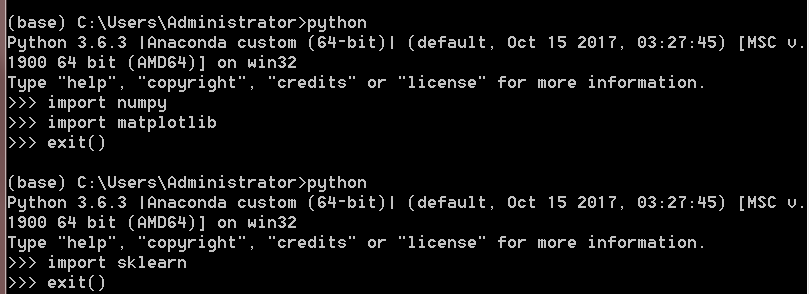 (base) C:\Users\Administrator>python
Python 3.6.3 |Anaconda custom (64-bit)| (default, Oct 15 2017, 03:27:45) [MSC v.
1900 64 bit (AMD64)] on win32
Type "help", "copyright", "credits" or "license" for more information.
>>> import numpy
>>> import matplotlib
>>> exit()
(base) C:\Users\Administrator>python
Python 3.6.3 |Anaconda custom (64-bit)| (default, Oct 15 2017, 03:27:45) [MSC v.
1900 64 bit (AMD64)] on win32
Type "help", "copyright", "credits" or "license" for more information.
>>> import sklearn
>>> exit()